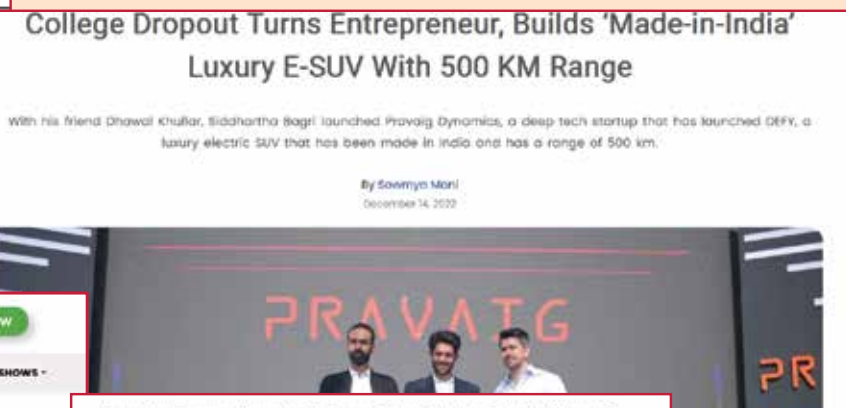 College Dropout Turns Entrepreneur, Builds ‘Made-in-India’
Luxury E-SUV With 500 KM Range
With his friend Dhawal Khullar, Siddhartha Bagri launched Pravaig Dynamics, a deep tech startup that has launched DEFY, a
luxury electric SUV that has been made in India and has a range of 500 km.
By Sowmya Mani
December 14, 2022
PRAVAIG
PR
W
SHOWS